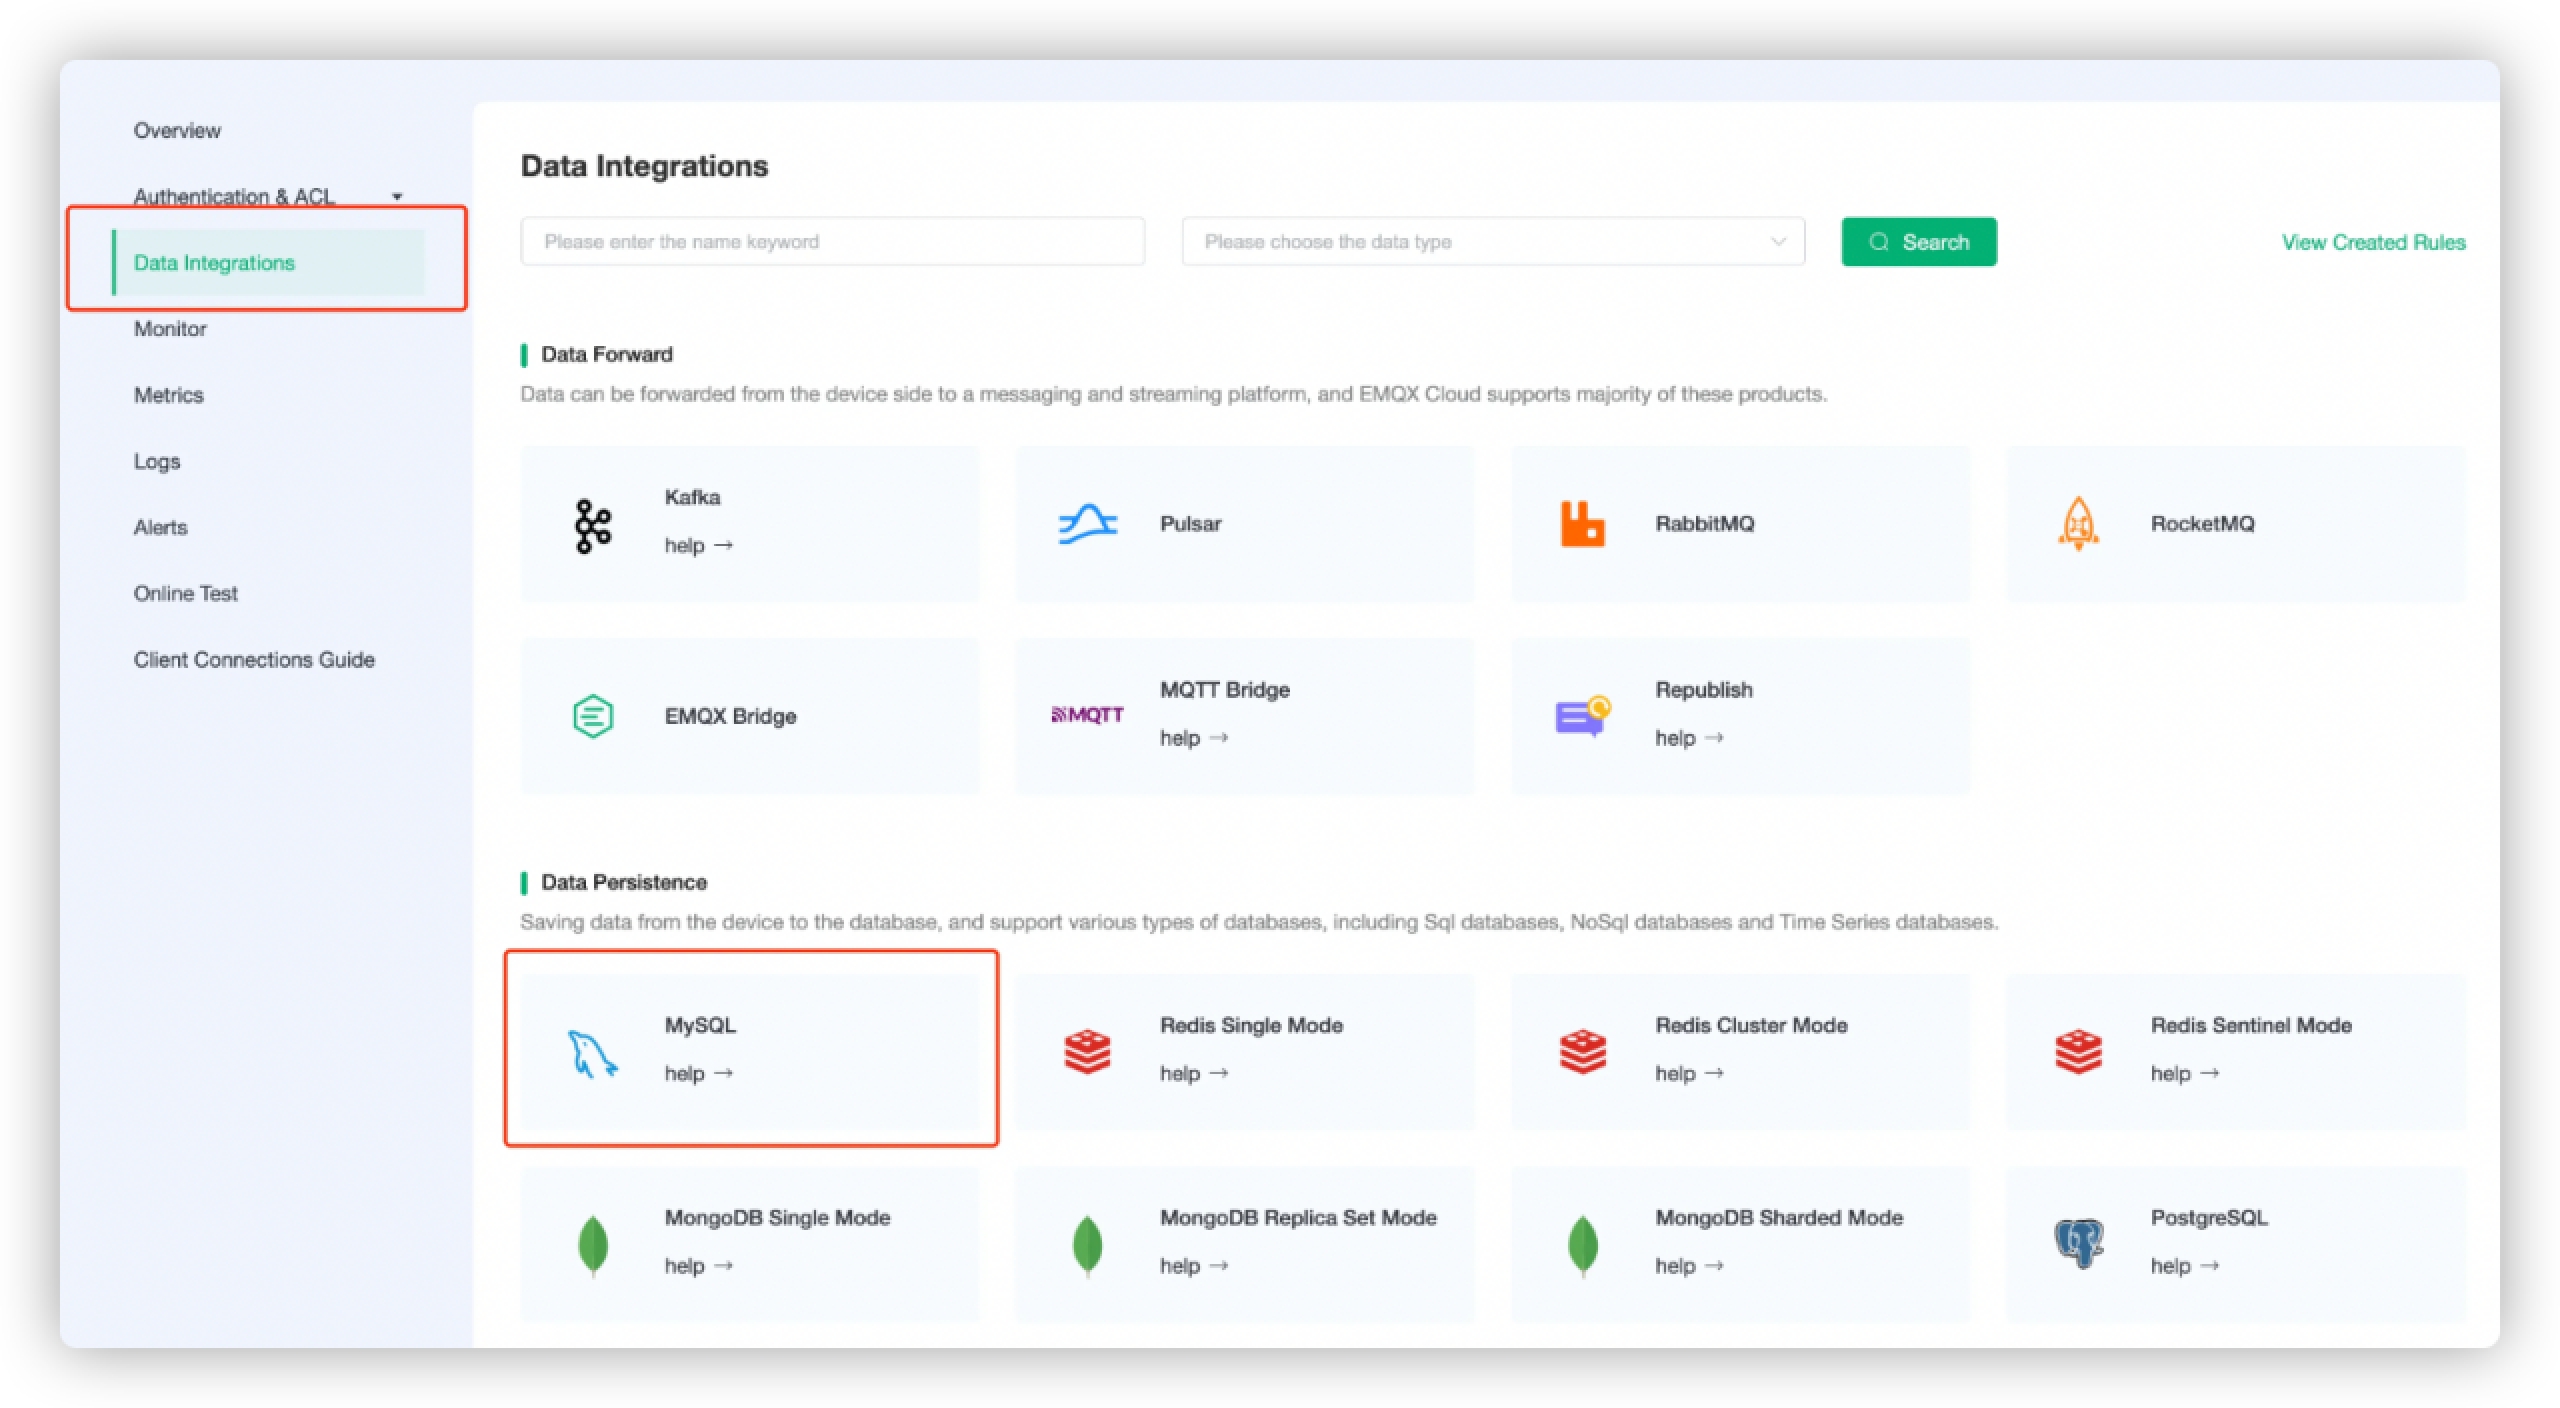 Overview
Authentication & ACL
Data Integrations
Monitor
Metrics
Logs
Alerts
Online Test
Client Connections Guide
Data Integrations
Please enter the name keyword
Please choose the data type
Search
View Created Rules
Data Forward
Data can be forwarded from the device side to a messaging and streaming platform, and EMQX Cloud supports majority of these products.
Kafka
help →
Pulsar
RabbitMQ
RocketMQ
EMQX Bridge
MQTT
MQTT Bridge
help →
Republish
help →
Data Persistence
Saving data from the device to the database, and support various types of databases, including Sql databases, NoSql databases and Time Series databases.
MySQL
help →
Redis Single Mode
help →
Redis Cluster Mode
help →
Redis Sentinel Mode
help →
MongoDB Single Mode
help →
MongoDB Replica Set Mode
help →
MongoDB Sharded Mode
help →
PostgreSQL
help →